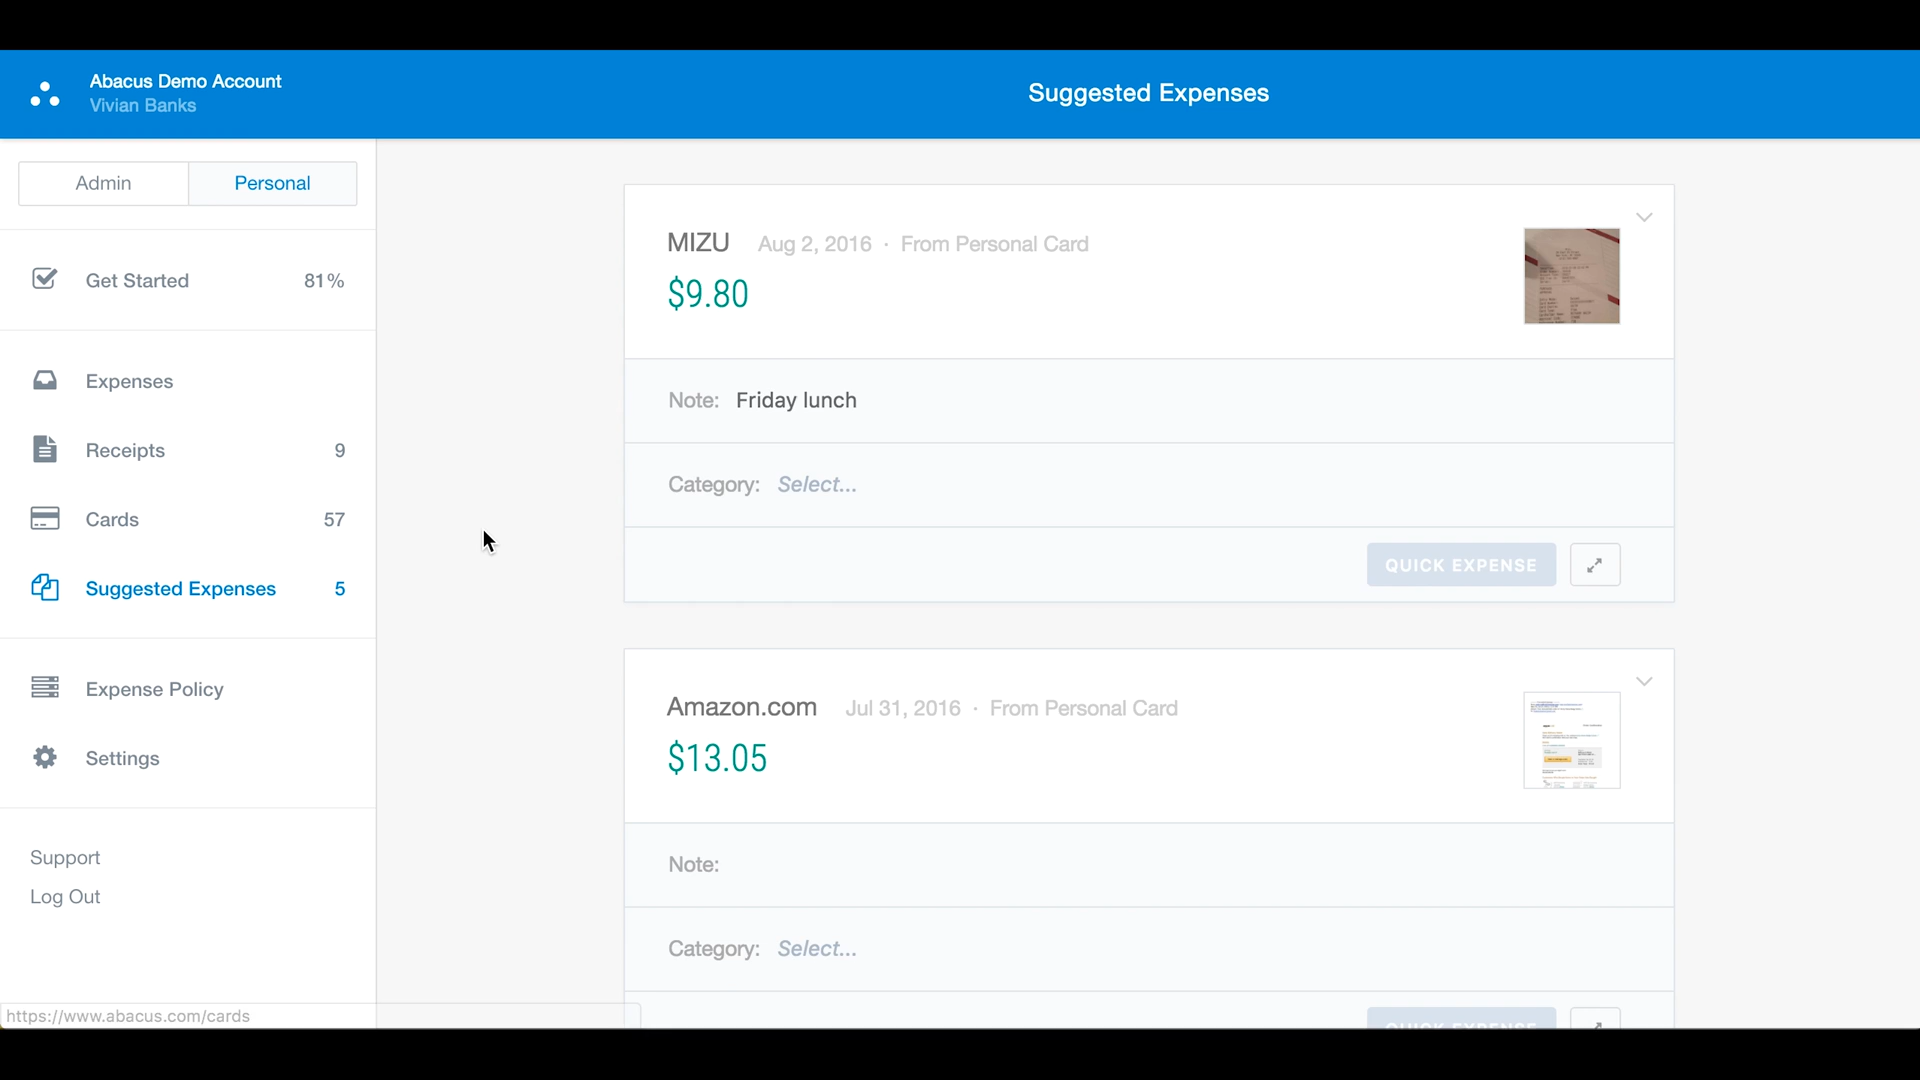 Abacus Demo Account
Vivian Banks
Suggested Expenses
Admin
Personal
Get Started 81%
Expenses
Receipts 9
Cards 57
Suggested Expenses 5
Expense Policy
Settings
Support
Log Out
https://www.abacus.com/cards
MIZU Aug 2, 2016 · From Personal Card
$9.80
Note: Friday lunch
Category: Select...
QUICK EXPENSE
Amazon.com Jul 31, 2016 · From Personal Card
$13.05
Note:
Category: Select...
QUICK EXPENSE